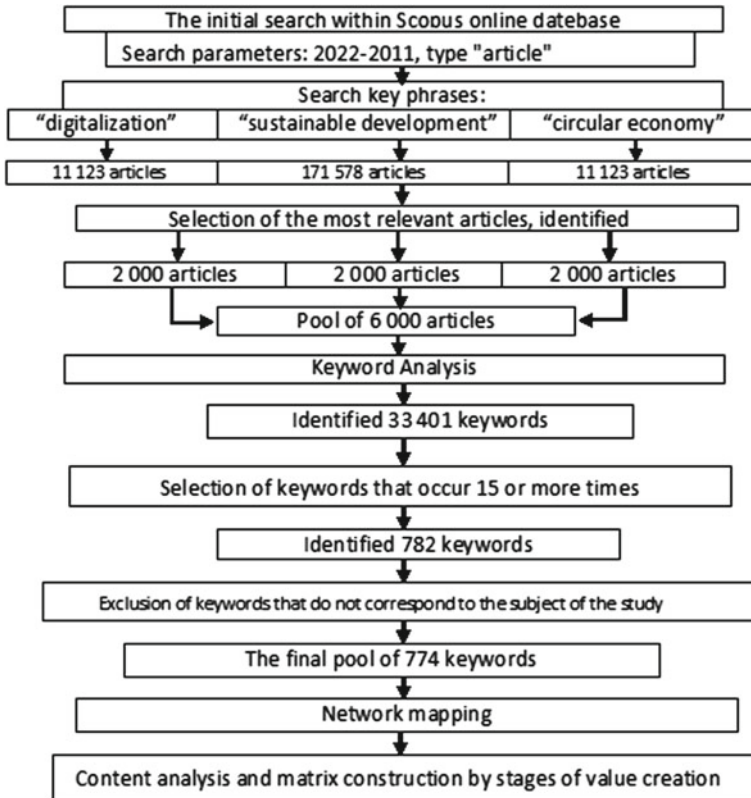 The initial search within Scopus online datebase
Search parameters: 2022-2011, type "article"
Search key phrases:
“digitalization” “sustainable development” “circular economy”
11 123 articles 171 578 articles 11 123 articles
Selection of the most relevant articles, identified
2 000 articles 2 000 articles 2 000 articles
Pool of 6 000 articles
Keyword Analysis
Identified 33 401 keywords
Selection of keywords that occur 15 or more times
Identified 782 keywords
Exclusion of keywords that do not correspond to the subject of the study
The final pool of 774 keywords
Network mapping
Content analysis and matrix construction by stages of value creation